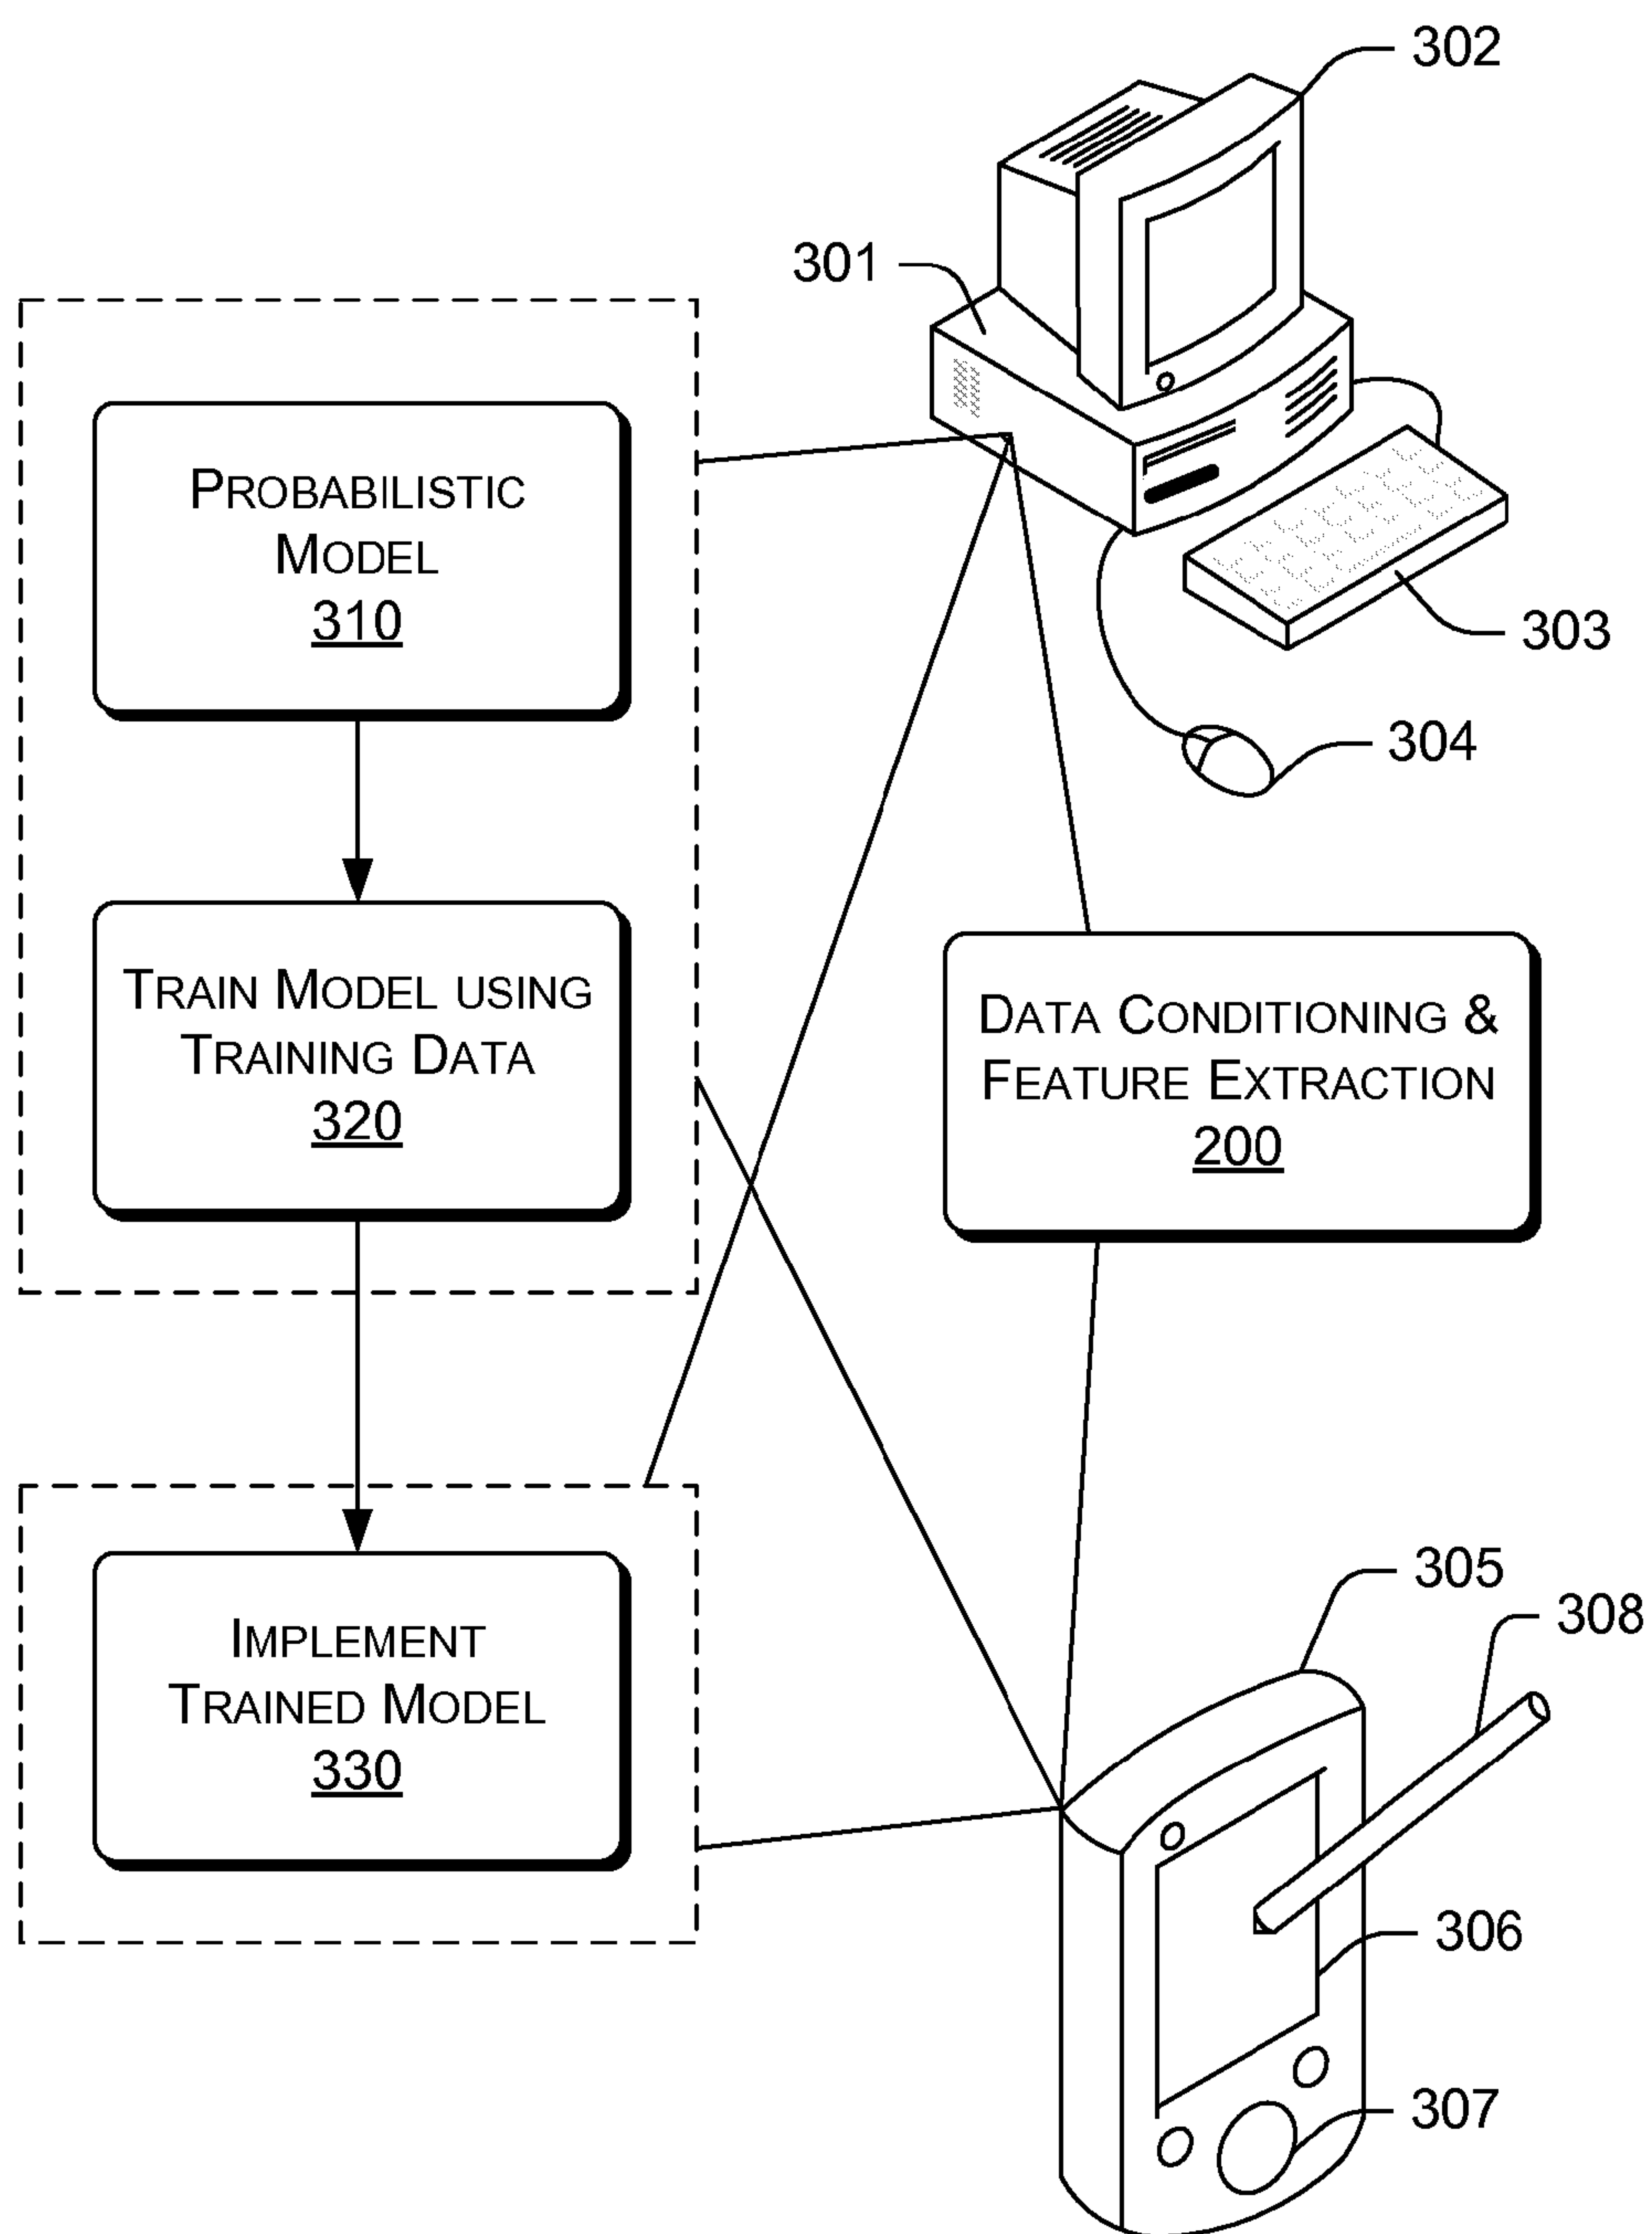 302
301
PROBABILISTIC
MODEL
310
303
304
TRAIN MODEL USING
TRAINING DATA
320
DATA CONDITIONING &
FEATURE EXTRACTION
200
305
308
IMPLEMENT
TRAINED MODEL
330
306
307